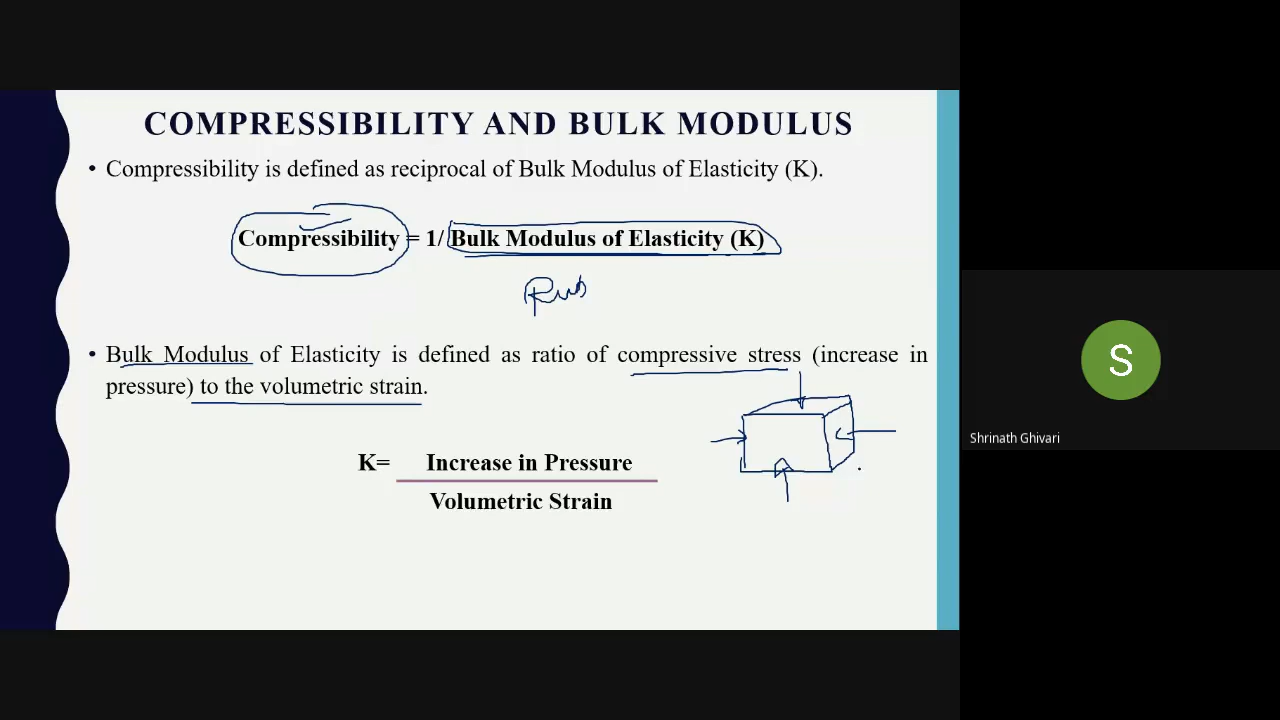 COMPRESSIBILITY AND BULK MODULUS
• Compressibility is defined as reciprocal of Bulk Modulus of Elasticity (K).
Compressibility = 1/ Bulk Modulus of Elasticity (K)
• Bulk Modulus of Elasticity is defined as ratio of compressive stress (increase in
pressure) to the volumetric strain.
K= Increase in Pressure
Volumetric Strain
S
Shrinath Ghivari